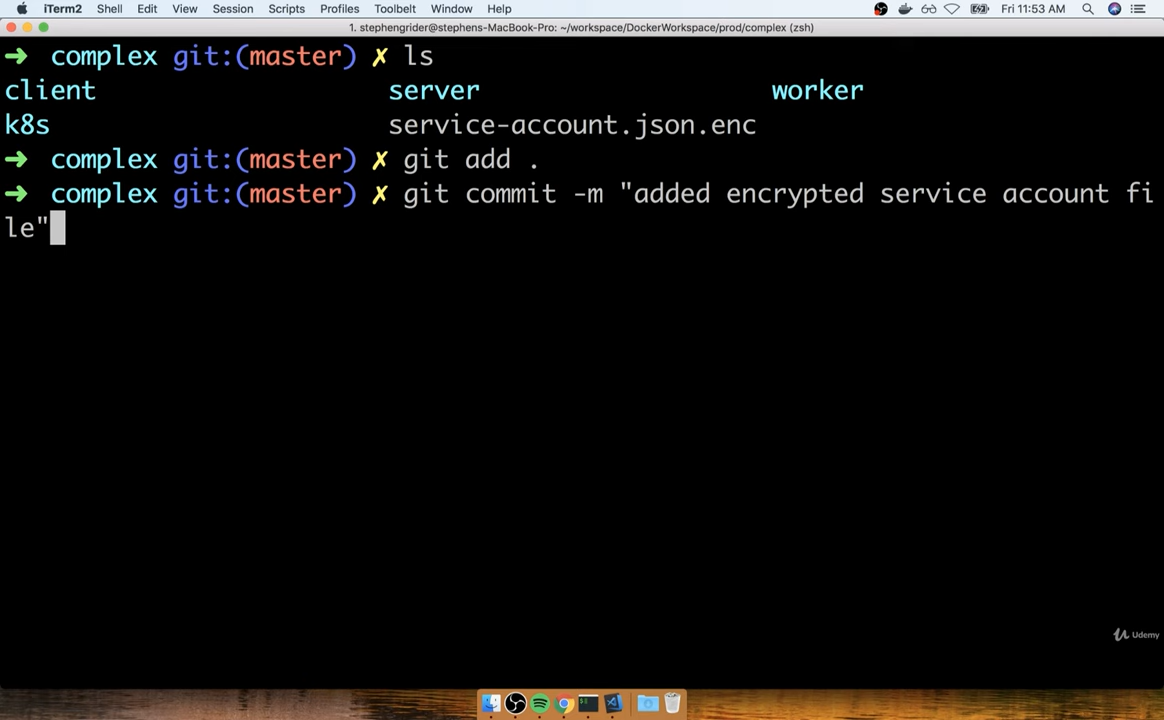 iTerm2 Shell Edit View Session Scripts Profiles Toolbelt Window Help Fri 11:53 AM
1. stephengrider@stephens-MacBook-Pro: ~/workspace/DockerWorkspace/prod/complex (zsh)
➜ complex git:(master) ✗ ls
client server worker
k8s service-account.json.enc
➜ complex git:(master) ✗ git add .
➜ complex git:(master) ✗ git commit -m "added encrypted service account fi
le"
Udemy